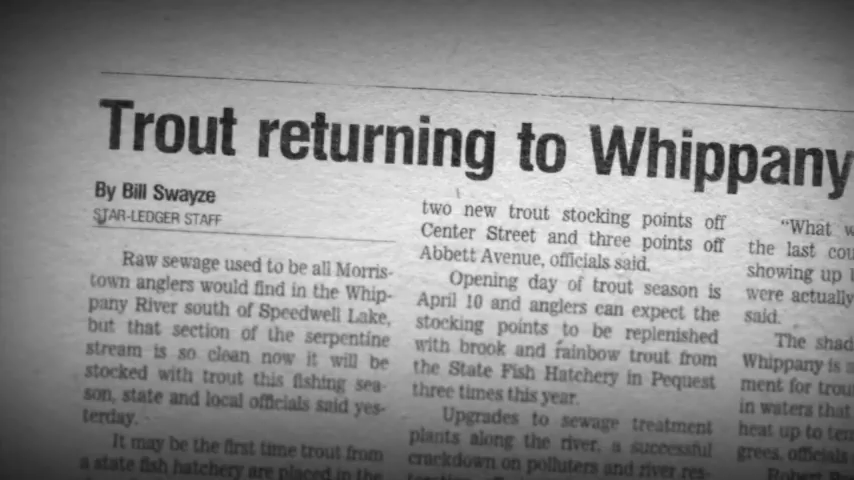 Trout returning to Whippany
By Bill Swayze
STAR-LEDGER STAFF
Raw sewage used to be all Morris-
town anglers would find in the Whip-
pany River south of Speedwell Lake,
but that section of the serpentine
stream is so clean now it will be
stocked with trout this fishing sea-
son, state and local officials said yes-
terday.
It may be the first time trout from
a state fish hatchery are placed in the
two new trout stocking points off
Center Street and three points off
Abbett Avenue, officials said.
Opening day of trout season is
April 10 and anglers can expect the
stocking points to be replenished
with brook and rainbow trout from
the State Fish Hatchery in Pequest
three times this year.
Upgrades to sewage treatment
plants along the river, a successful
crackdown on polluters and river res-
"What w
the last cou
showing up
were actually
said.
The shad
Whippany is a
ment for trou
in waters that
heat up to ten
grees, officials
Robert